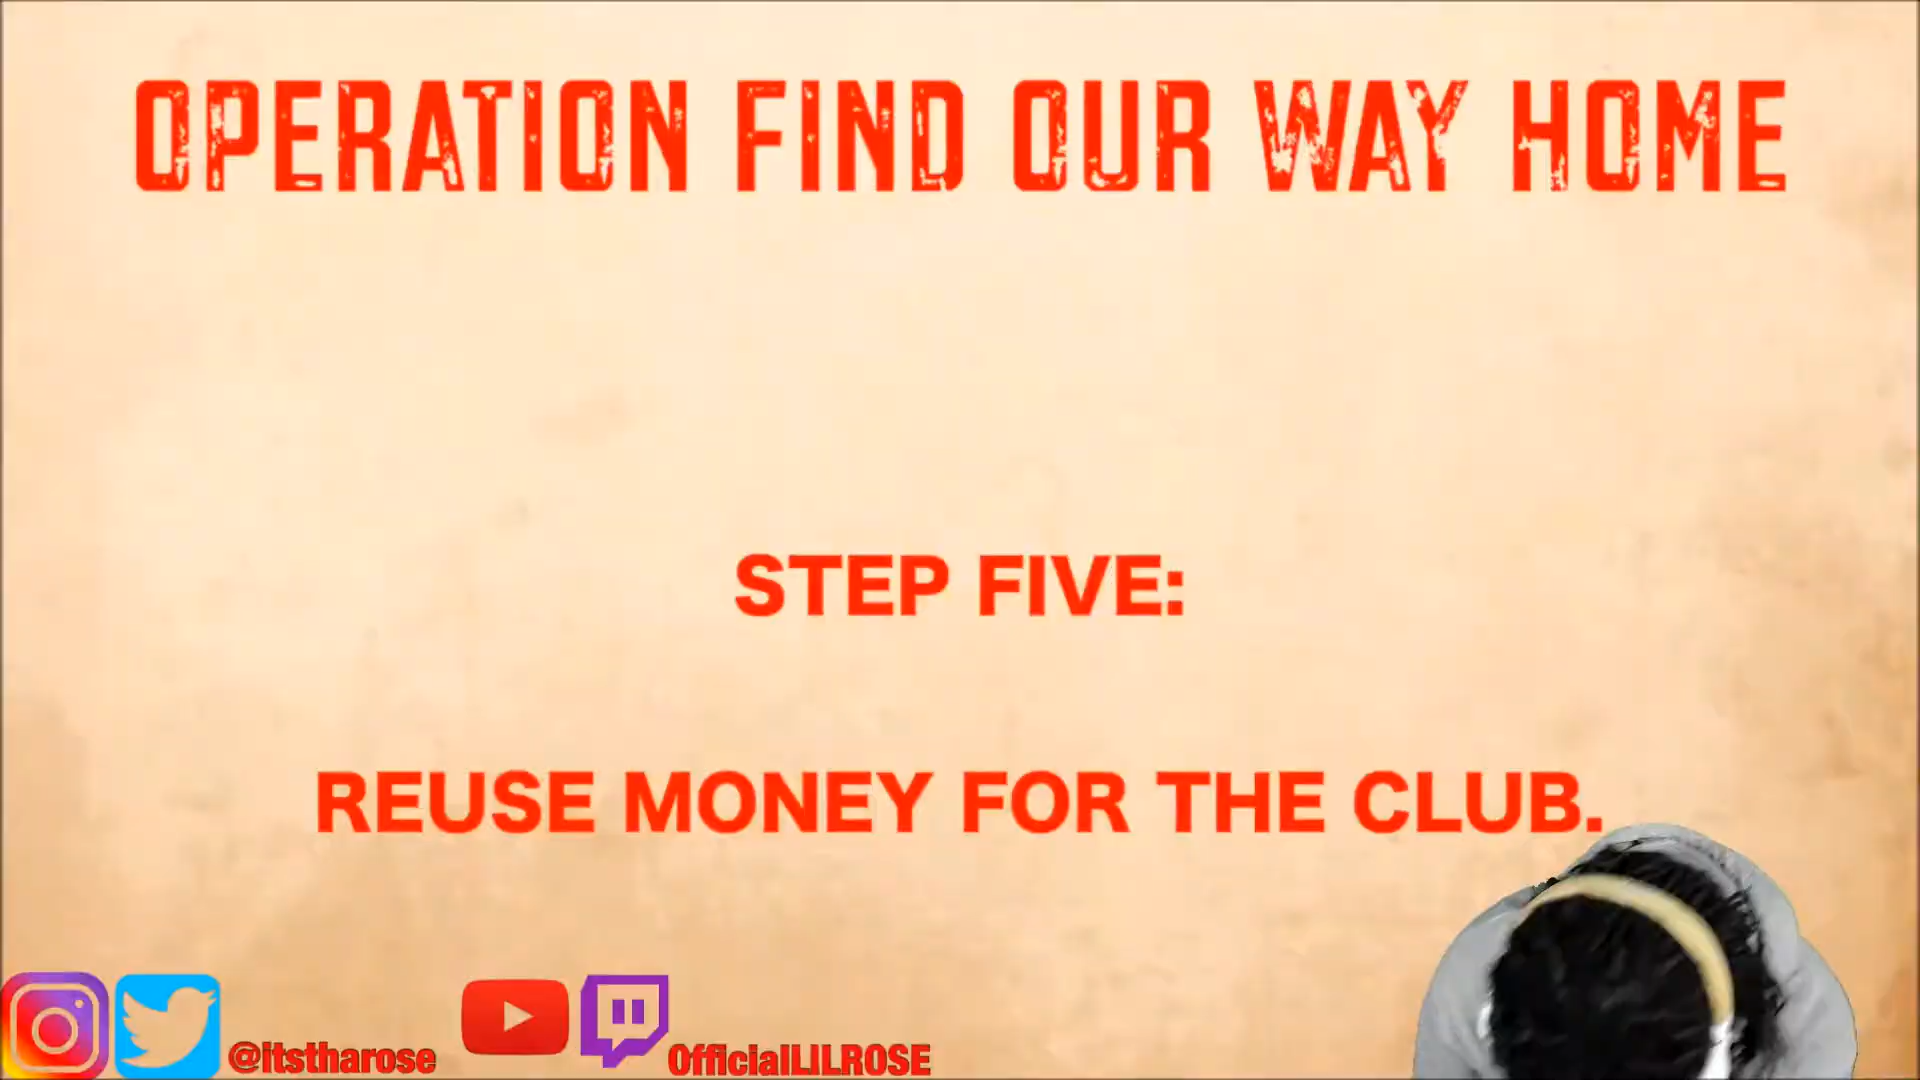 OPERATION FIND OUR WAY HOME
STEP FIVE:
REUSE MONEY FOR THE CLUB.
@itstharose
OfficialLILROSE